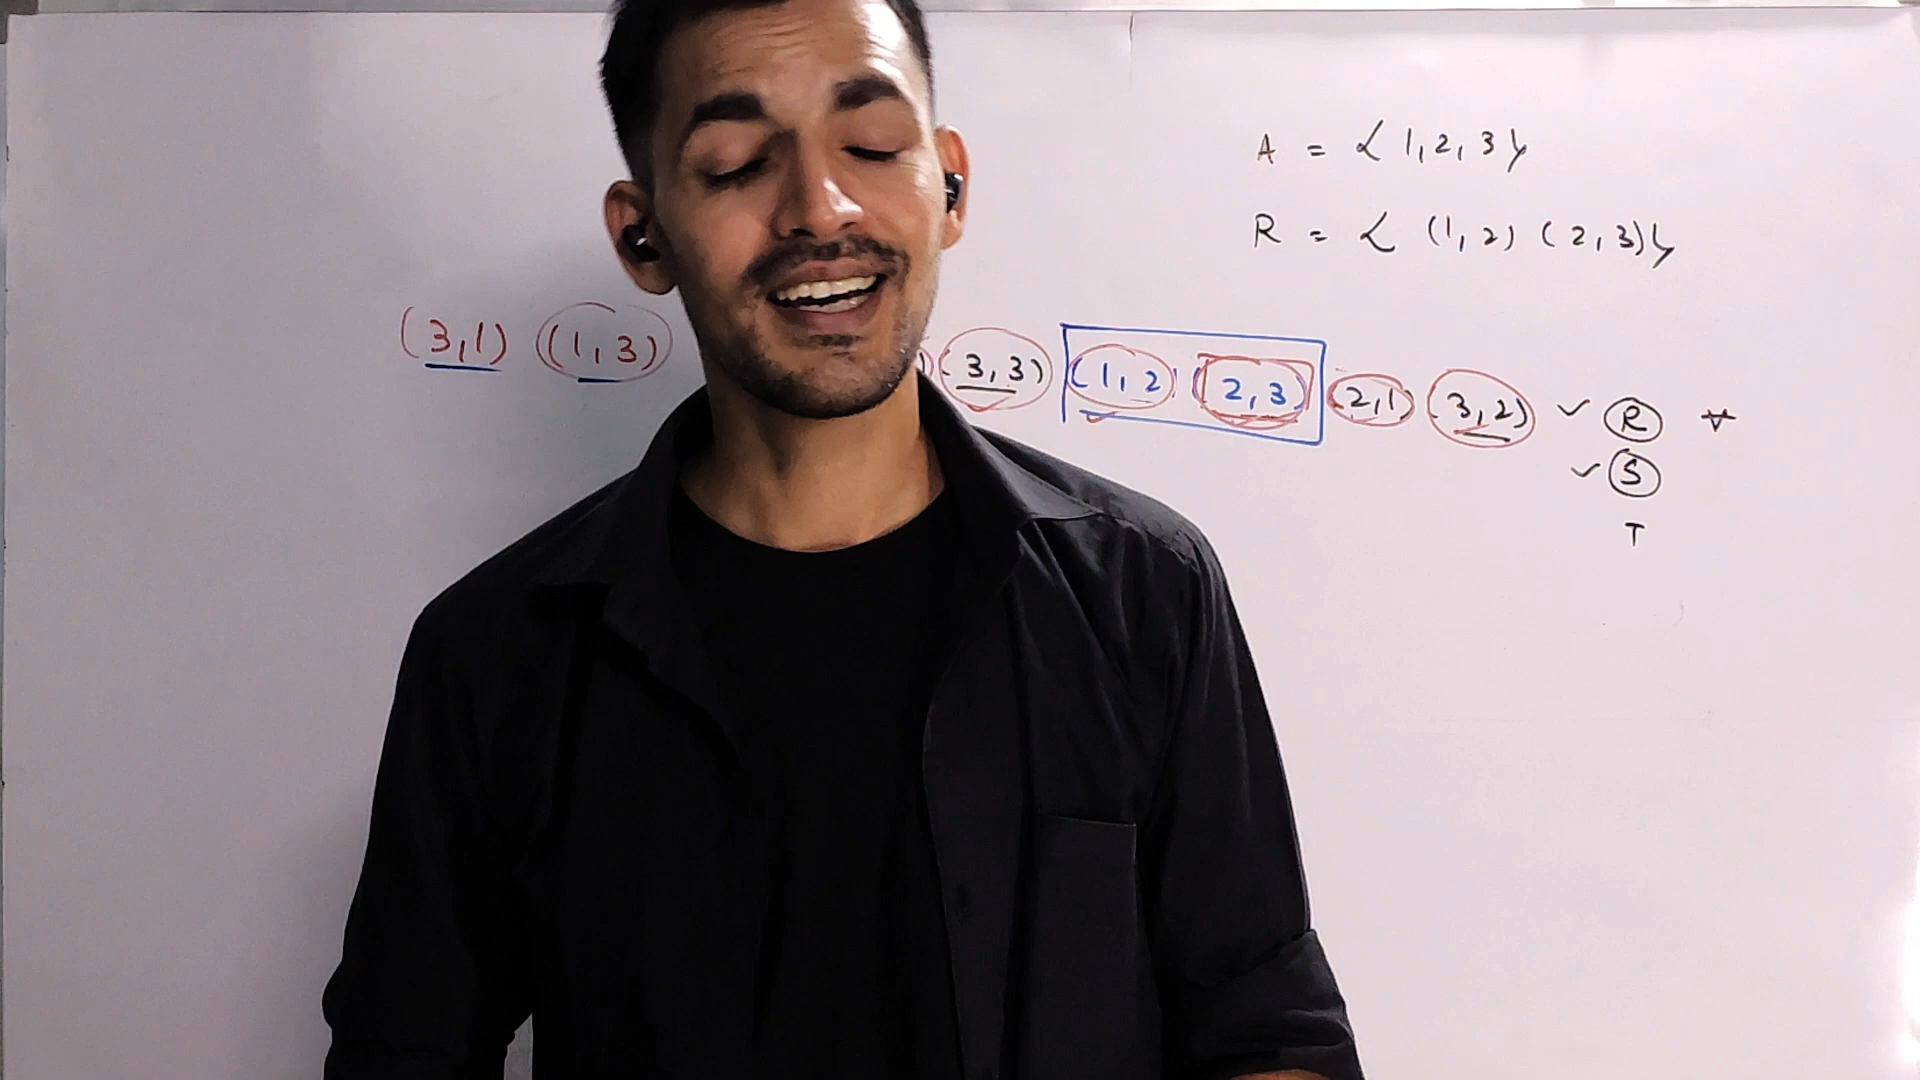 A = { 1, 2, 3 }
R = { (1, 2) ( 2, 3) }
(3,1) (1,3) ) (3,3) (1,2) (2,3) (2,1) (3,2) ✓ R ∀
✓ S
T